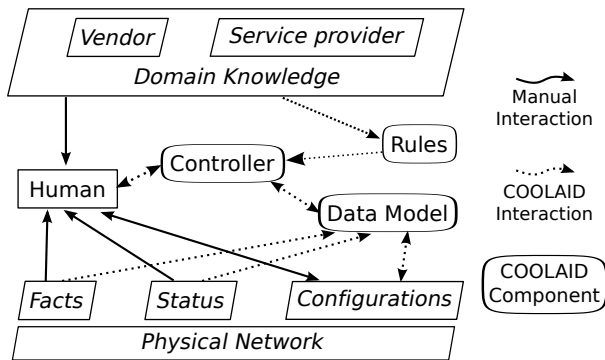 Vendor
Service provider
Domain Knowledge
Manual
Interaction
Rules
Controller
Human
COOLAID
Interaction
Data Model
Facts
Status
Configurations
COOLAID
Component
Physical Network